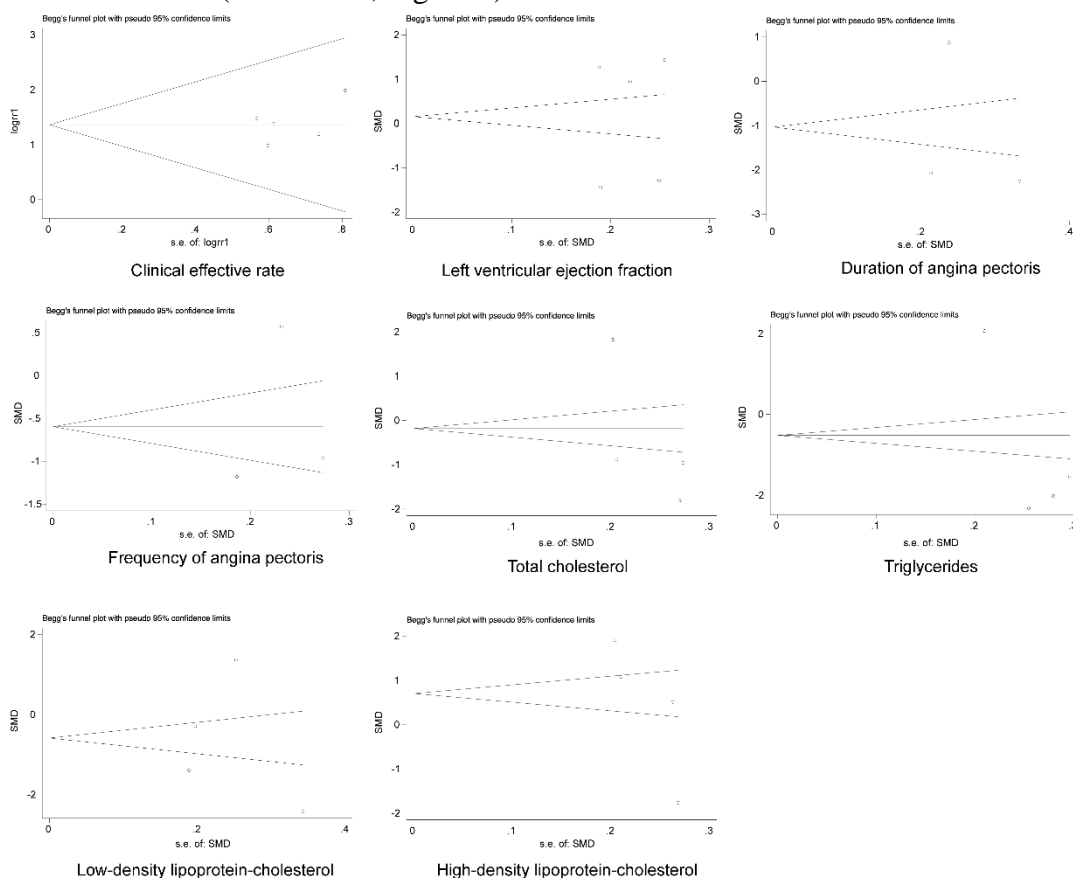 Begg's funnel plot with pseudo 95% confidence limits
3
2
1
0
logrr1
0 .2 .4 .6 .8
s.e. of: logrr1
Clinical effective rate
Begg's funnel plot with pseudo 95% confidence limits
2
1
0
-1
-2
SMD
0 .1 .2 .3
s.e. of: SMD
Left ventricular ejection fraction
Begg's funnel plot with pseudo 95% confidence limits
1
0
-1
-2
-3
SMD
0 .2 .4
s.e. of: SMD
Duration of angina pectoris
Begg's funnel plot with pseudo 95% confidence limits
.5
0
-.5
-1
-1.5
SMD
0 .1 .2 .3
s.e. of: SMD
Frequency of angina pectoris
Begg's funnel plot with pseudo 95% confidence limits
2
1
0
-1
-2
SMD
0 .1 .2 .3
s.e. of: SMD
Total cholesterol
Begg's funnel plot with pseudo 95% confidence limits
2
0
-2
SMD
0 .1 .2 .3
s.e. of: SMD
Triglycerides
Begg's funnel plot with pseudo 95% confidence limits
2
0
-2
SMD
0 .2 .4
s.e. of: SMD
Low-density lipoprotein-cholesterol
Begg's funnel plot with pseudo 95% confidence limits
2
1
0
-1
-2
SMD
0 .1 .2 .3
s.e. of: SMD
High-density lipoprotein-cholesterol